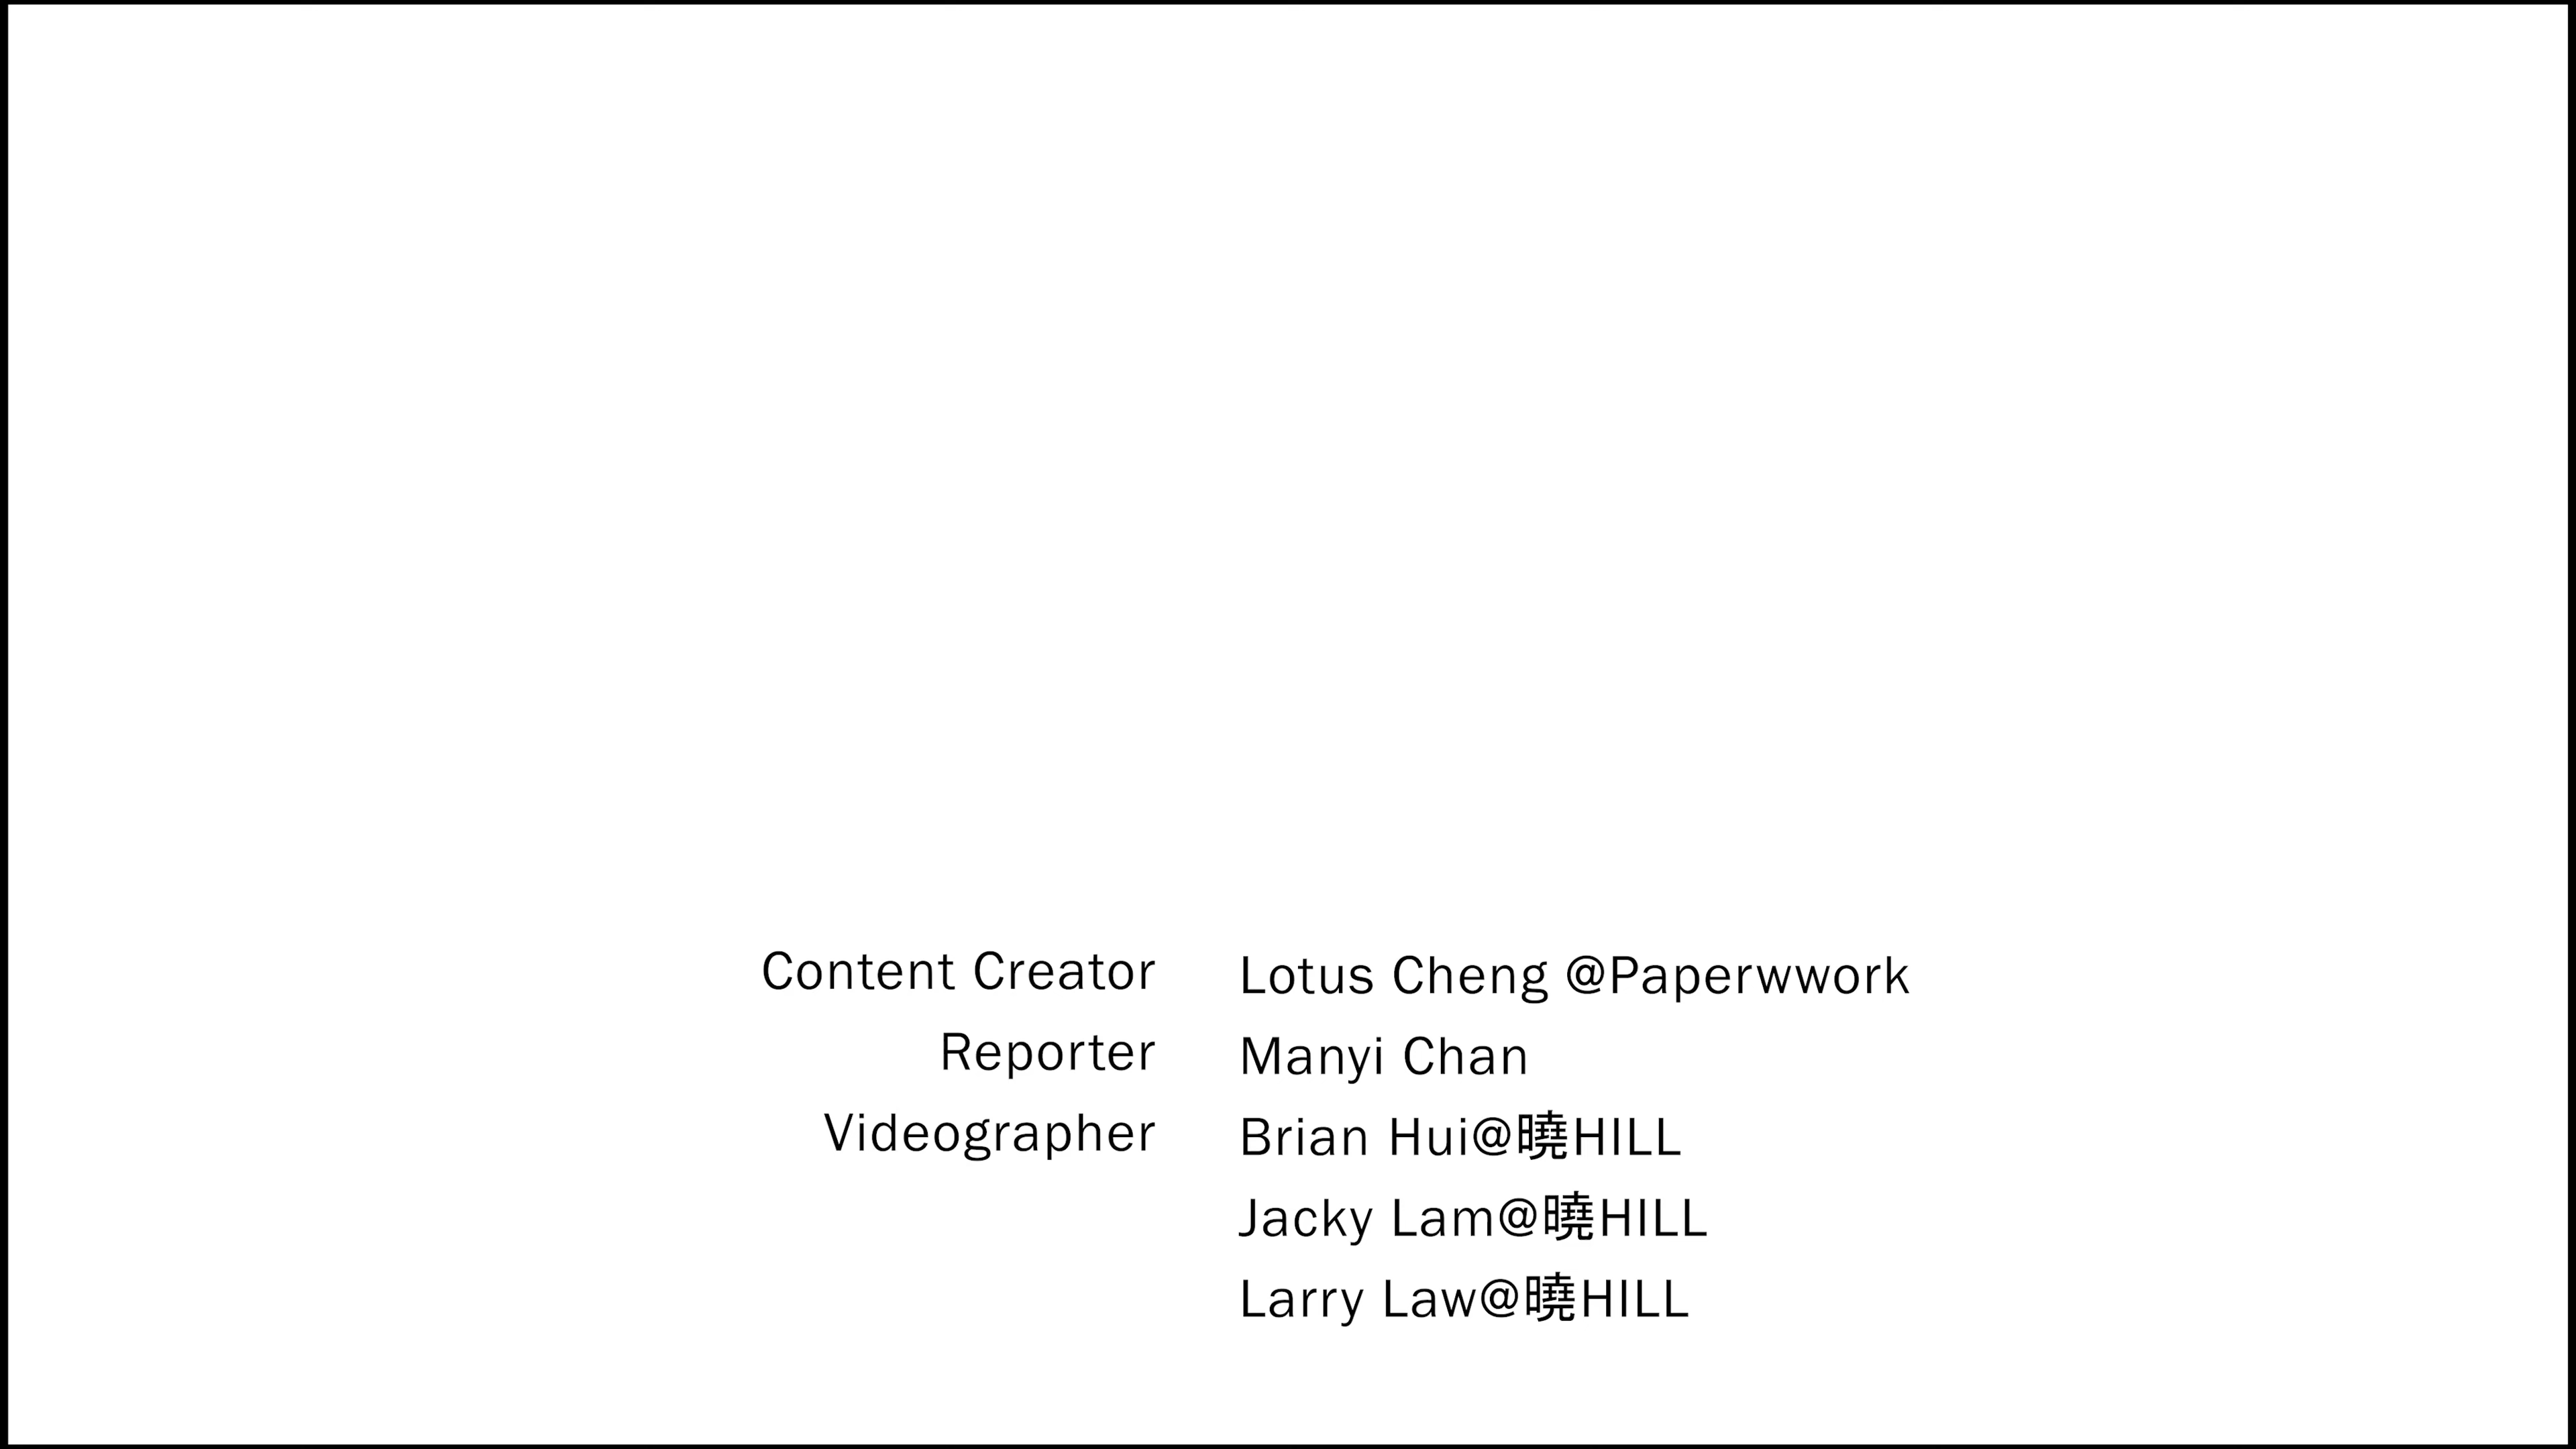 Content Creator Lotus Cheng @Paperwwork
Reporter Manyi Chan
Videographer Brian Hui@曉HILL
Jacky Lam@曉HILL
Larry Law@曉HILL